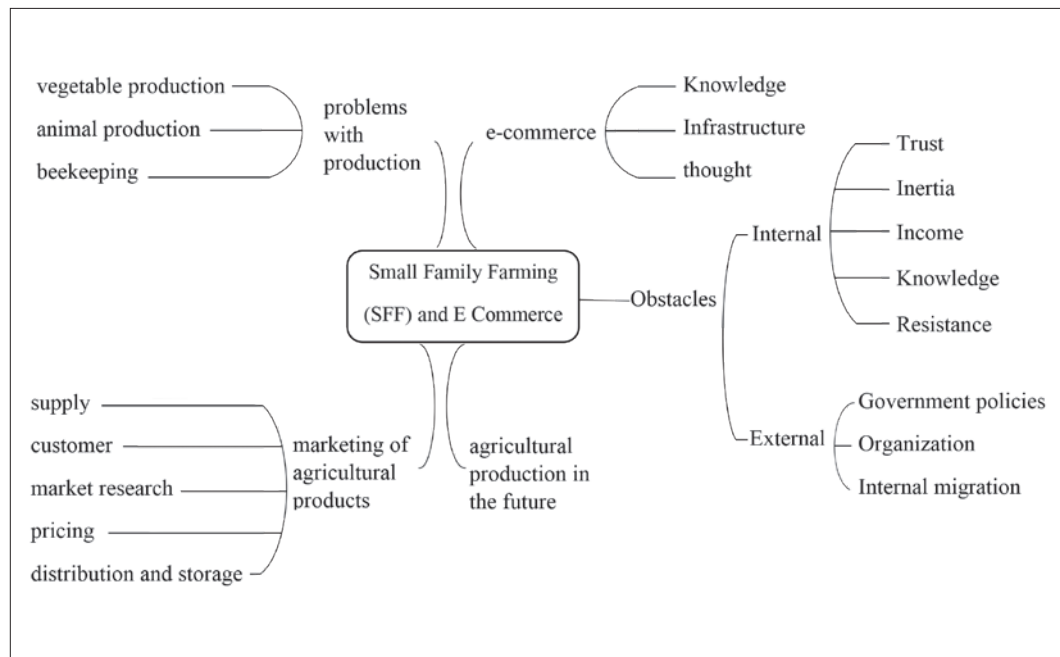 vegetable production
animal production
beekeeping
problems
with
production
e-commerce
Knowledge
Infrastructure
thought
Small Family Farming
(SFF) and E Commerce
Obstacles
Internal
Trust
Inertia
Income
Knowledge
Resistance
External
Government policies
Organization
Internal migration
supply
customer
market research
pricing
distribution and storage
marketing of
agricultural
products
agricultural
production in
the future